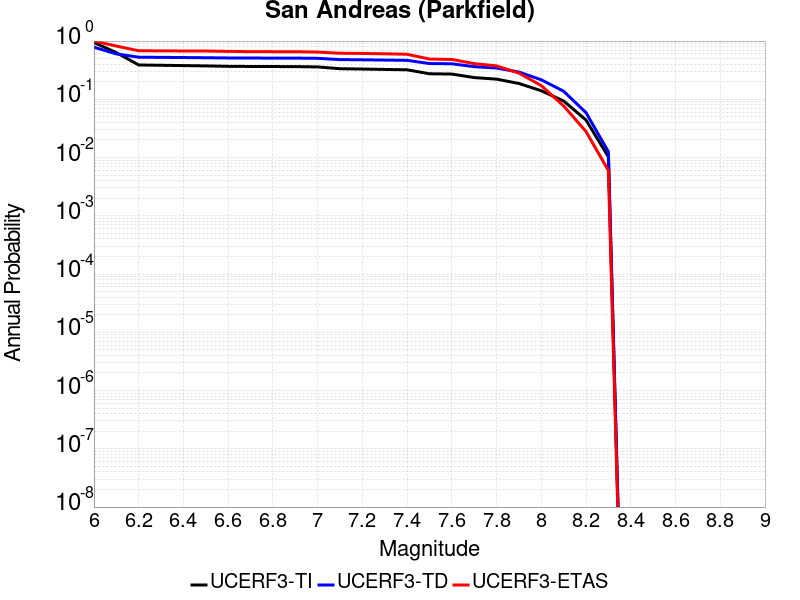 San Andreas (Parkfield)
10^0
10^-1
10^-2
10^-3
10^-4
10^-5
10^-6
10^-7
10^-8
Annual Probability
6 6.2 6.4 6.6 6.8 7 7.2 7.4 7.6 7.8 8 8.2 8.4 8.6 8.8 9
Magnitude
UCERF3-TI UCERF3-TD UCERF3-ETAS